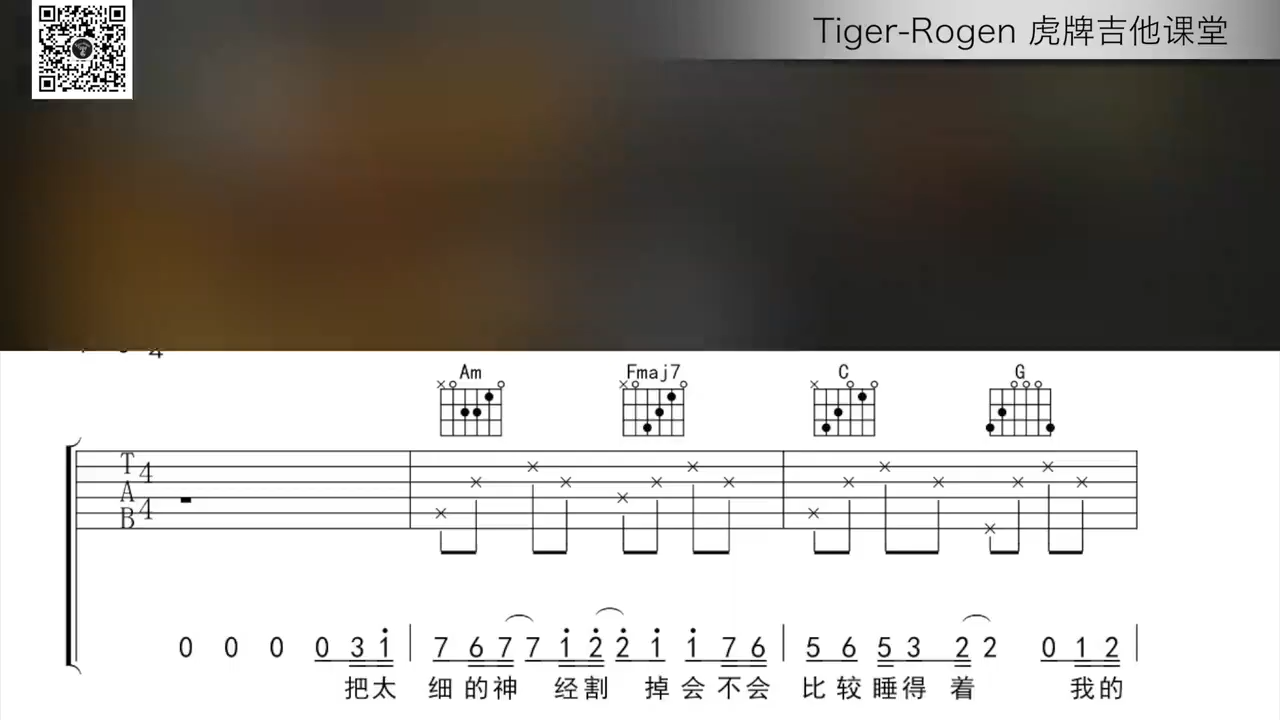 Tiger-Rogen 虎牌吉他课堂
Am Fmaj7 C G
T 4
A
B 4
0 0 0 0 3 1 7 6 7 7 1 2 2 1 1 7 6 5 6 5 3 2 2 0 1 2
把太 细的神 经割 掉会不会 比较睡得 着 我的